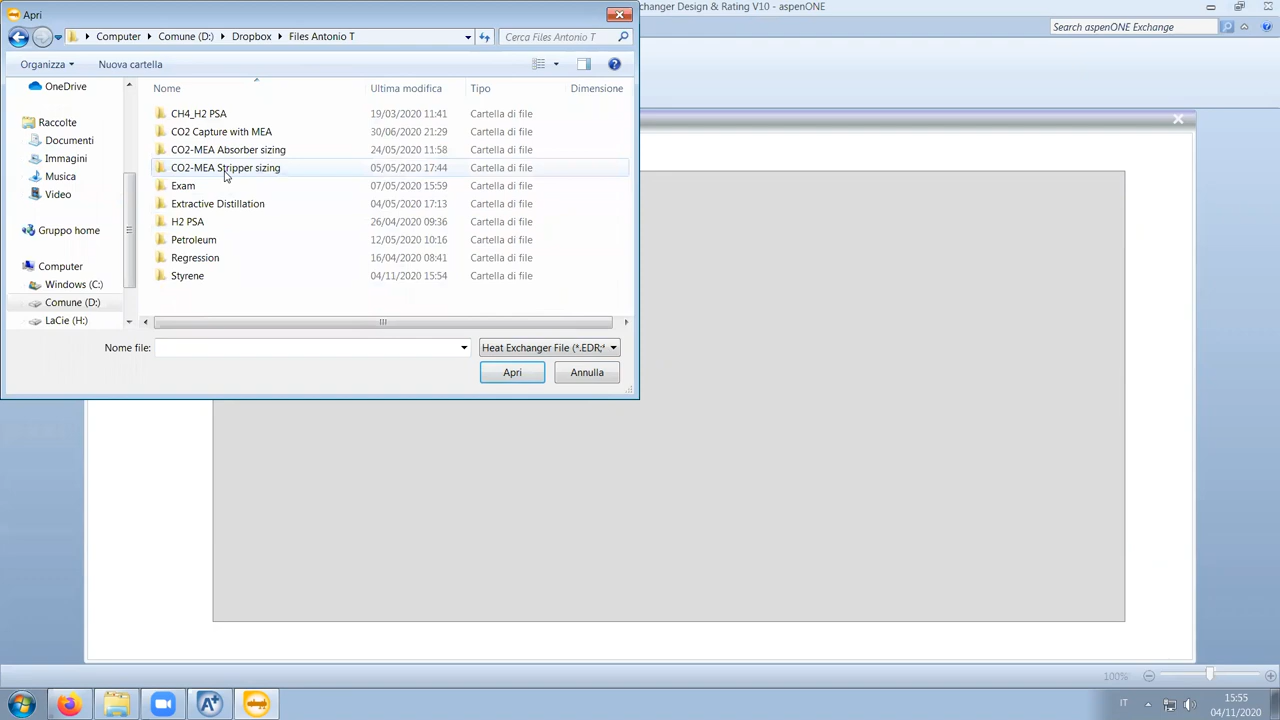 Apri
xchanger Design & Rating V10 - aspenONE
Computer Comune (D:) Dropbox Files Antonio T
Cerca Files Antonio T
Search aspenONE Exchange
Organizza
Nuova cartella
OneDrive
Raccolte
Documenti
Immagini
Musica
Video
Gruppo home
Computer
Windows (C:)
Comune (D:)
LaCie (H:)
Nome Ultima modifica Tipo Dimensione
CH4_H2 PSA 19/03/2020 11:41 Cartella di file
CO2 Capture with MEA 30/06/2020 21:29 Cartella di file
CO2-MEA Absorber sizing 24/05/2020 11:58 Cartella di file
CO2-MEA Stripper sizing 05/05/2020 17:44 Cartella di file
Exam 07/05/2020 15:59 Cartella di file
Extractive Distillation 04/05/2020 17:13 Cartella di file
H2 PSA 26/04/2020 09:36 Cartella di file
Petroleum 12/05/2020 10:16 Cartella di file
Regression 16/04/2020 08:41 Cartella di file
Styrene 04/11/2020 15:54 Cartella di file
Nome file:
Heat Exchanger File (*.EDR;*
Apri
Annulla
100%
IT
15:55
04/11/2020